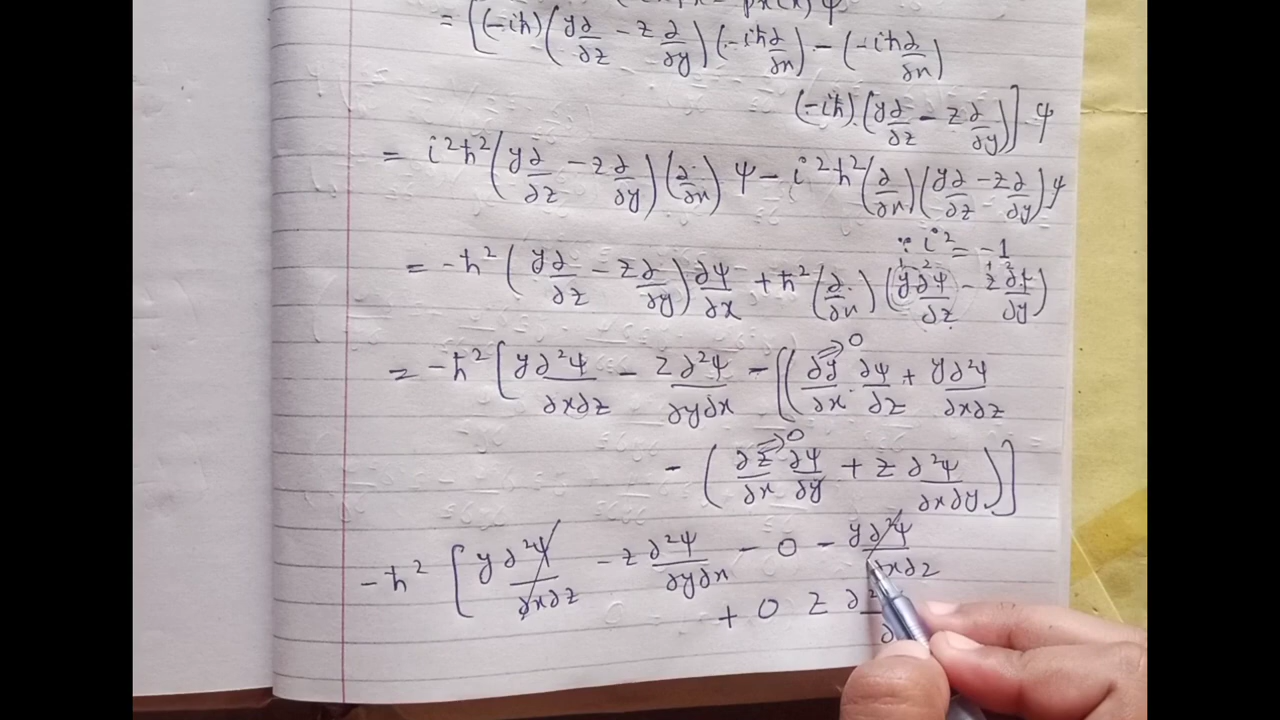 = [(-iħ)(y∂/∂z - z∂/∂y)(-iħ∂/∂x) - (-iħ∂/∂x)
(-iħ)(y∂/∂z - z∂/∂y)]ψ
= i²ħ²(y∂/∂z - z∂/∂y)(∂/∂x)ψ - i²ħ²(∂/∂x)(y∂/∂z - z∂/∂y)ψ
∵ i² = -1
= -ħ²(y∂/∂z - z∂/∂y)∂ψ/∂x + ħ²(∂/∂x)(y∂ψ/∂z - z∂ψ/∂y)
= -ħ²[y∂²ψ/∂x∂z - z∂²ψ/∂y∂x - [(∂y/∂x→0 · ∂ψ/∂z + y∂²ψ/∂x∂z
- (∂z/∂x→0 ∂ψ/∂y + z∂²ψ/∂x∂y)]
-ħ²[y∂²ψ/∂x∂z - z∂²ψ/∂y∂x - 0 - y∂²ψ/∂x∂z
+ 0 z∂²